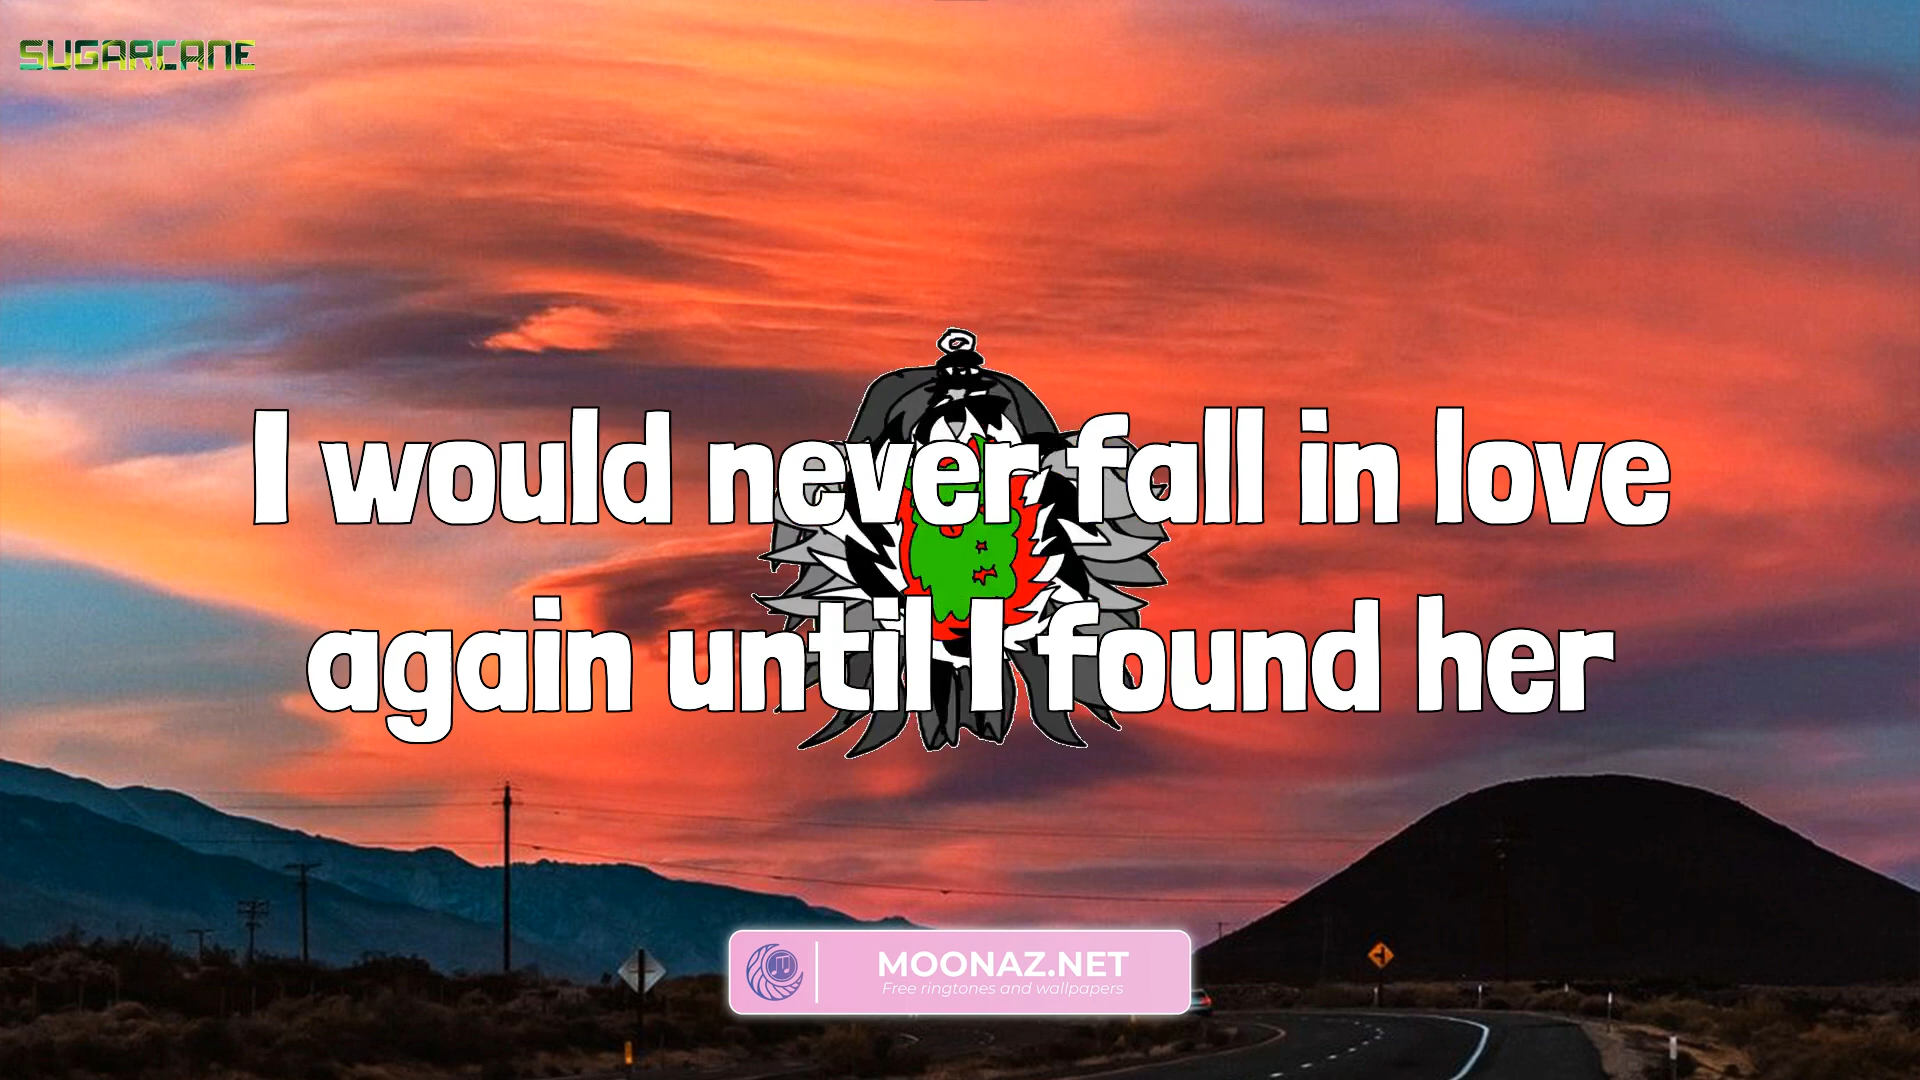 SUGARCANE
I would never fall in love
again until I found her
MOONAZ.NET
Free ringtones and wallpapers